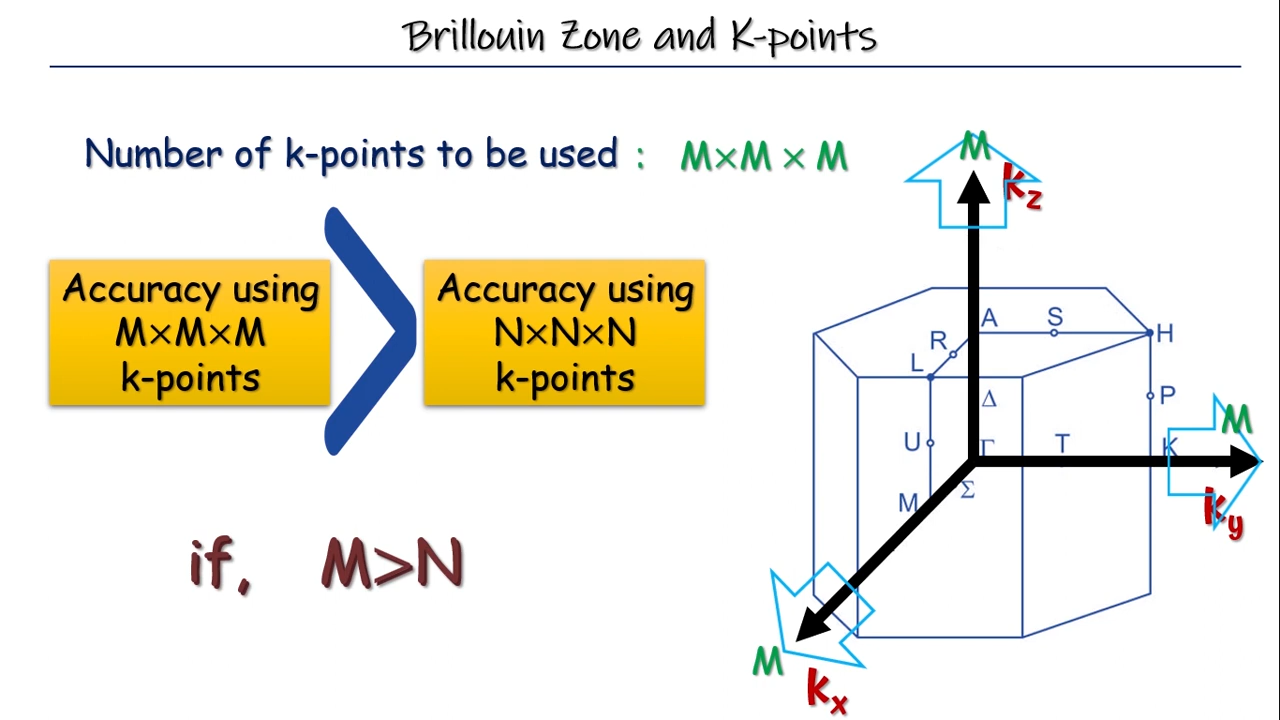 Brillouin Zone and K-points
Number of k-points to be used : M×M × M
Accuracy using
M×M×M
k-points
Accuracy using
N×N×N
k-points
if, M>N
M
kz
A
S
H
R
L
Δ
P
M
U
Γ
T
K
Σ
M
ky
M
kx